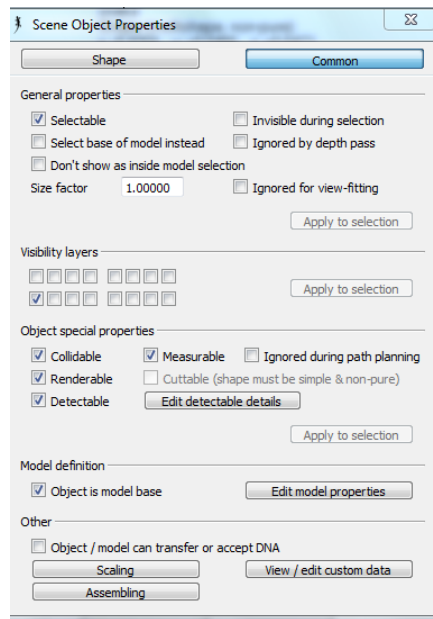 Scene Object Properties
Shape Common
General properties
Selectable Invisible during selection
Select base of model instead Ignored by depth pass
Don't show as inside model selection
Size factor 1.00000 Ignored for view-fitting
Apply to selection
Visibility layers
Apply to selection
Object special properties
Collidable Measurable Ignored during path planning
Renderable Cuttable (shape must be simple & non-pure)
Detectable Edit detectable details
Apply to selection
Model definition
Object is model base Edit model properties
Other
Object / model can transfer or accept DNA
Scaling View / edit custom data
Assembling